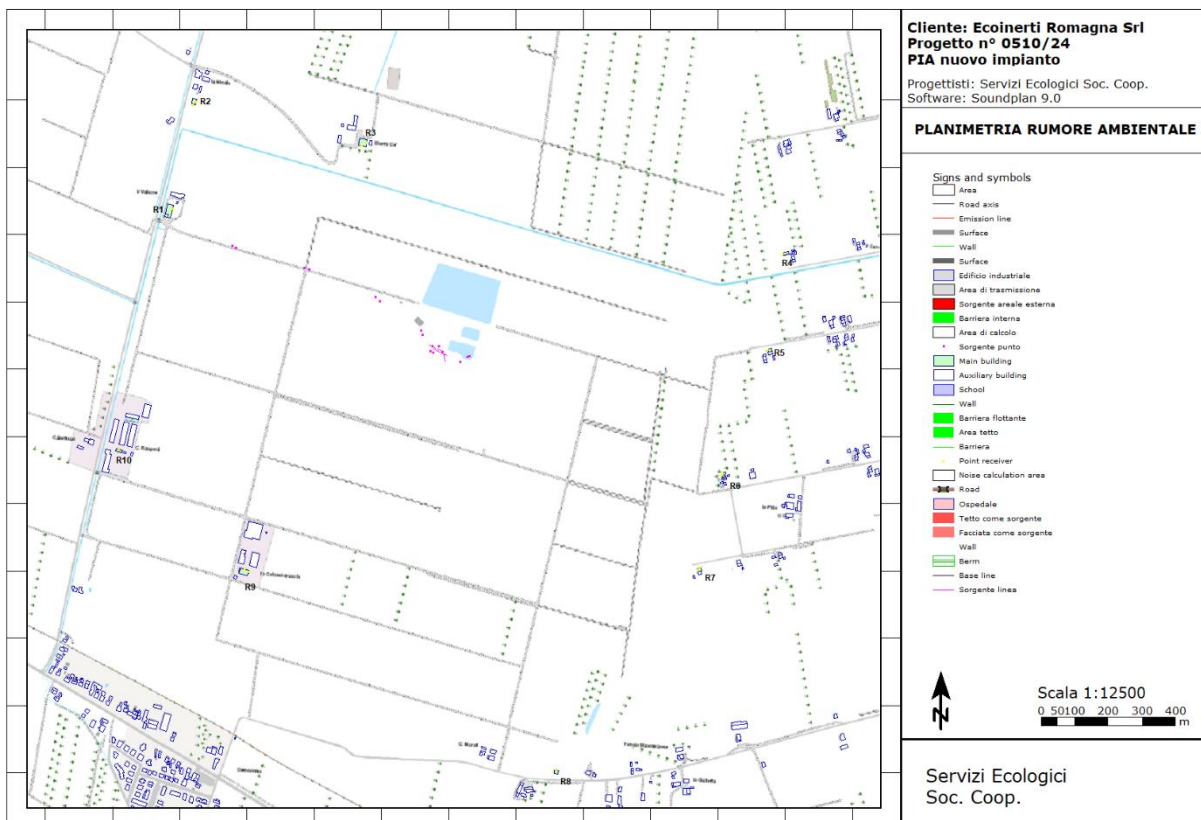 Cliente: Ecoinerti Romagna Srl
Progetto n° 0510/24
PIA nuovo impianto
Progettisti: Servizi Ecologici Soc. Coop.
Software: Soundplan 9.0
PLANIMETRIA RUMORE AMBIENTALE
Signs and symbols
Area
Road axis
Emission line
Surface
Wall
Surface
Edificio industriale
Area di trasmissione
Sorgente areale esterna
Barriera interna
Area di calcolo
Sorgente punto
Main building
Auxiliary building
School
Wall
Barriera flottante
Area tetto
Barriera
Point receiver
Noise calculation area
Road
Ospedale
Tetto come sorgente
Facciata come sorgente
Wall
Berm
Base line
Sorgente linea
N
Scala 1:12500
0 50100 200 300 400
m
Servizi Ecologici
Soc. Coop.
R2
R3
R1
R4
R5
R10
R6
R7
R9
R8